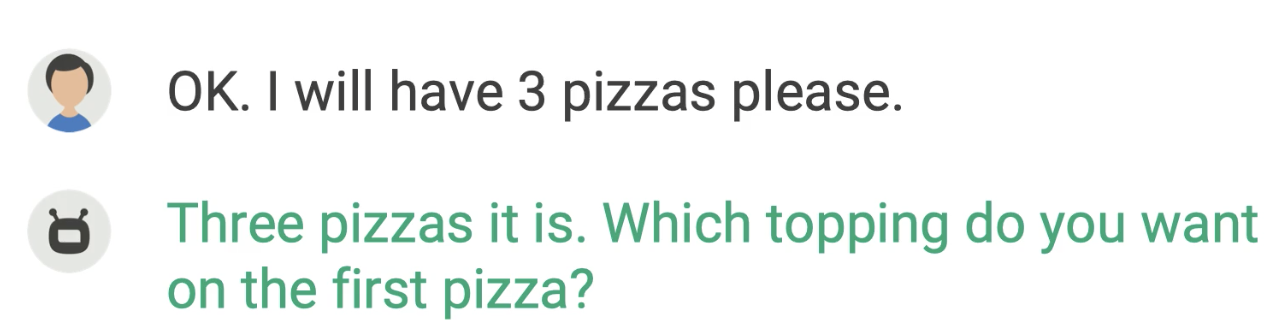 OK. I will have 3 pizzas please.
Three pizzas it is. Which topping do you want
on the first pizza?